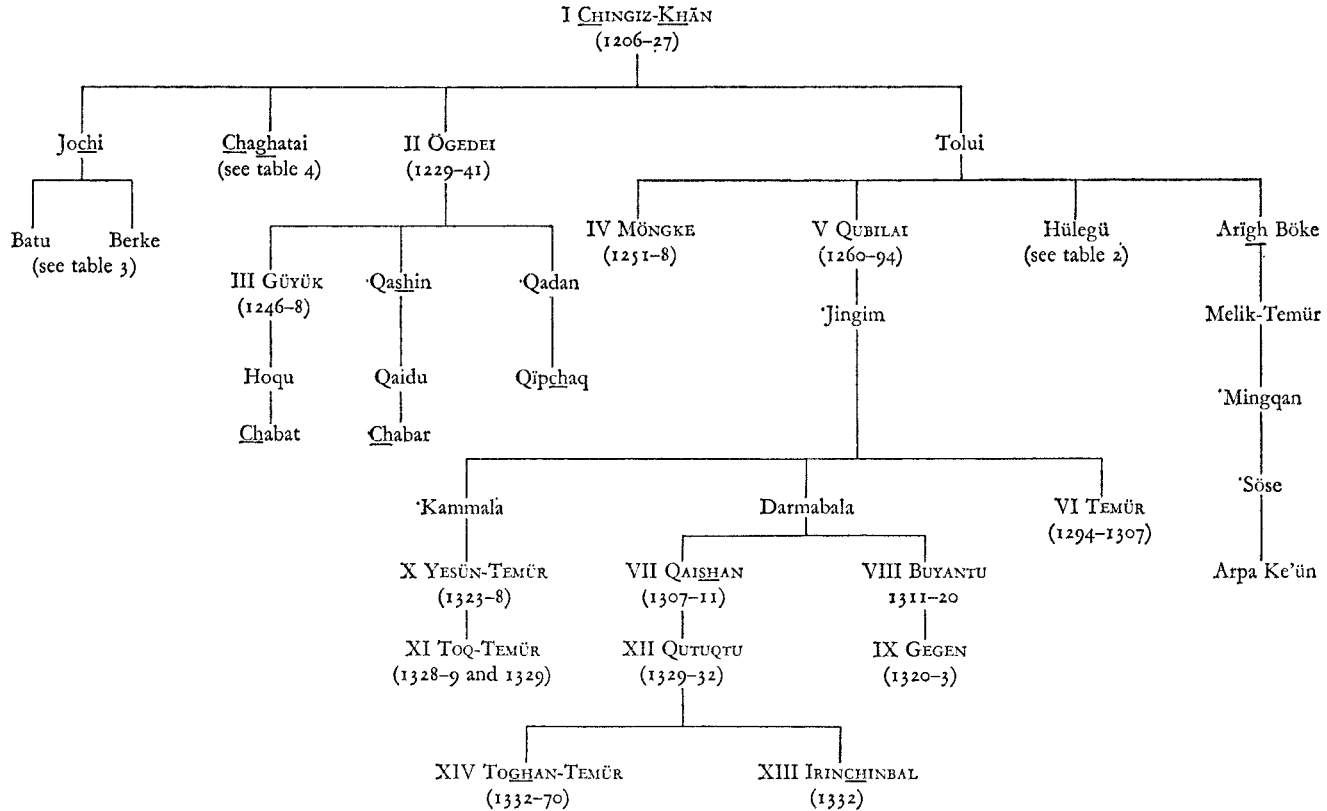 I CHINGIZ-KHĀN
(1206–27)
Jochi
Chaghatai
(see table 4)
II ÖGEDEI
(1229–41)
Tolui
Batu
Berke
(see table 3)
III GÜYÜK
(1246–8)
Qashin
Qadan
IV MÖNGKE
(1251–8)
V QUBILAI
(1260–94)
Hülegü
(see table 2)
Arïgh Böke
Jingim
Melik-Temür
Hoqu
Qaidu
Qïpchaq
Mingqan
Chabat
Chabar
Söse
Kammala
Darmabala
VI TEMÜR
(1294–1307)
X YESÜN-TEMÜR
(1323–8)
VII QAISHAN
(1307–11)
VIII BUYANTU
1311–20
Arpa Ke'ün
XI TOQ-TEMÜR
(1328–9 and 1329)
XII QUTUQTU
(1329–32)
IX GEGEN
(1320–3)
XIV TOGHAN-TEMÜR
(1332–70)
XIII IRINCHINBAL
(1332)